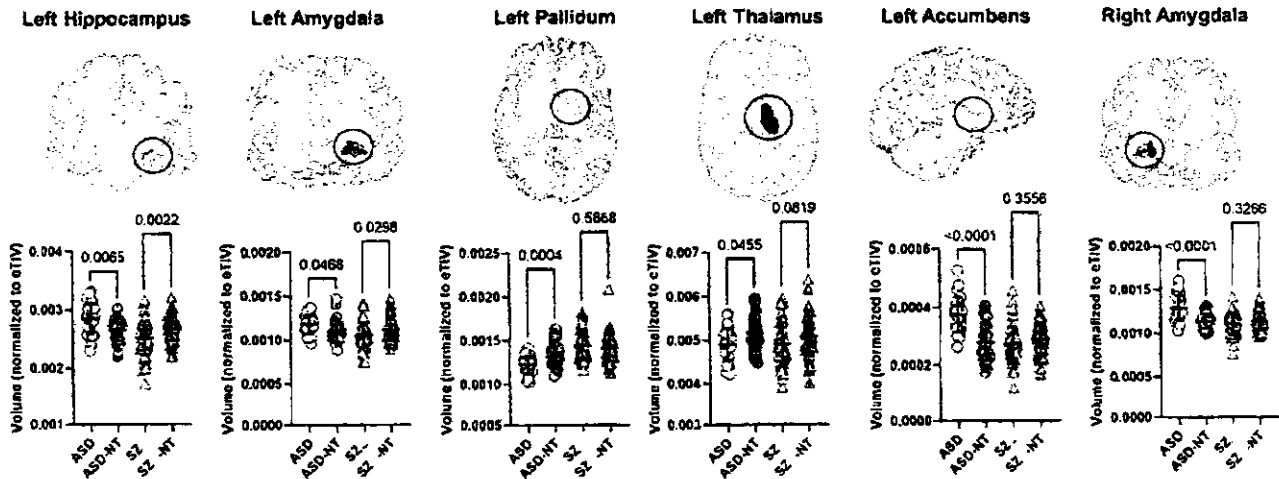 Left Hippocampus
Left Amygdala
Left Pallidum
Left Thalamus
Left Accumbens
Right Amygdala
Volume (normalized to eTIV)
0.004
0.003
0.002
0.001
0.0065
0.0022
ASD
ASD-NT
SZ
SZ -NT
Volume (normalized to eTIV)
0.0020
0.0015
0.0010
0.0005
0.0000
0.0468
0.0298
ASD
ASD-NT
SZ-
SZ -NT
Volume (normalized to eTIV)
0.0025
0.0020
0.0015
0.0010
0.0005
0.0004
0.5668
ASD
ASD-NT
SZ
SZ -NT
Volume (normalized to eTIV)
0.007
0.006
0.005
0.004
0.003
0.0455
0.0819
ASD
ASD-NT
SZ
SZ -NT
Volume (normalized to eTIV)
0.0006
0.0004
0.0002
0.0000
<0.0001
0.3556
ASD
ASD-NT
SZ-
SZ -NT
Volume (normalized to eTIV)
0.0020
0.0015
0.0010
0.0005
0.0000
<0.0001
0.3266
ASD
ASD-NT
SZ
SZ -NT